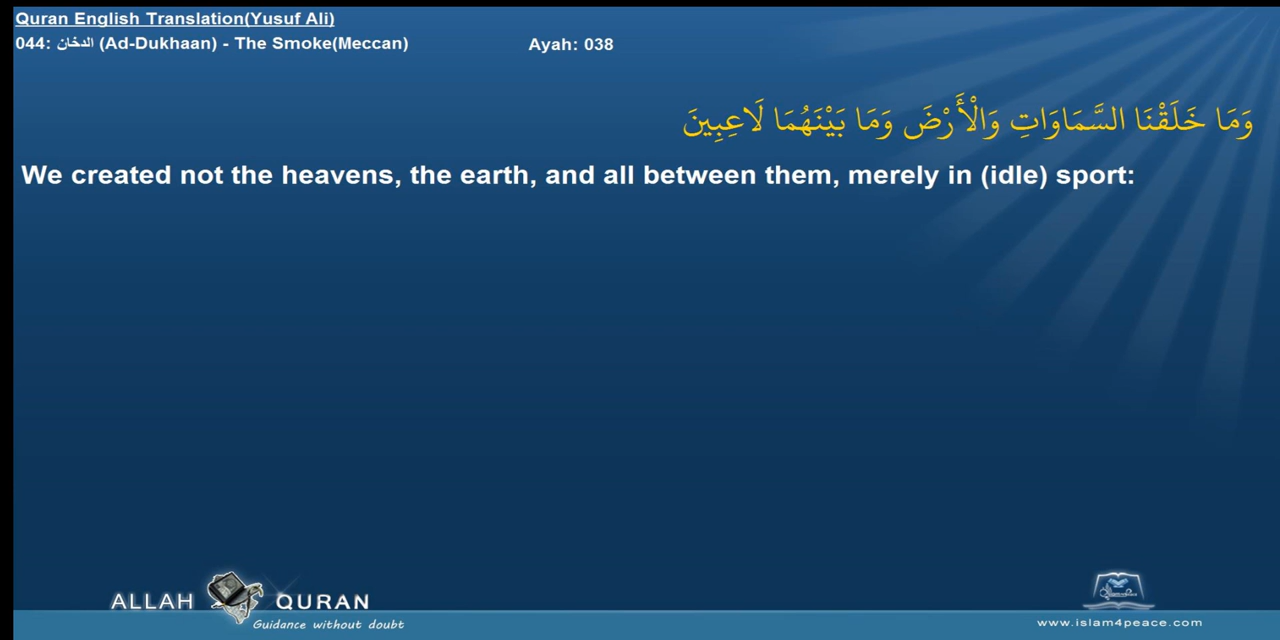 Quran English Translation(Yusuf Ali)
044: الدخان (Ad-Dukhaan) - The Smoke(Meccan) Ayah: 038
وَمَا خَلَقْنَا السَّمَاوَاتِ وَالْأَرْضَ وَمَا بَيْنَهُمَا لَاعِبِينَ
We created not the heavens, the earth, and all between them, merely in (idle) sport:
ALLAH QURAN
Guidance without doubt
www.islam4peace.com